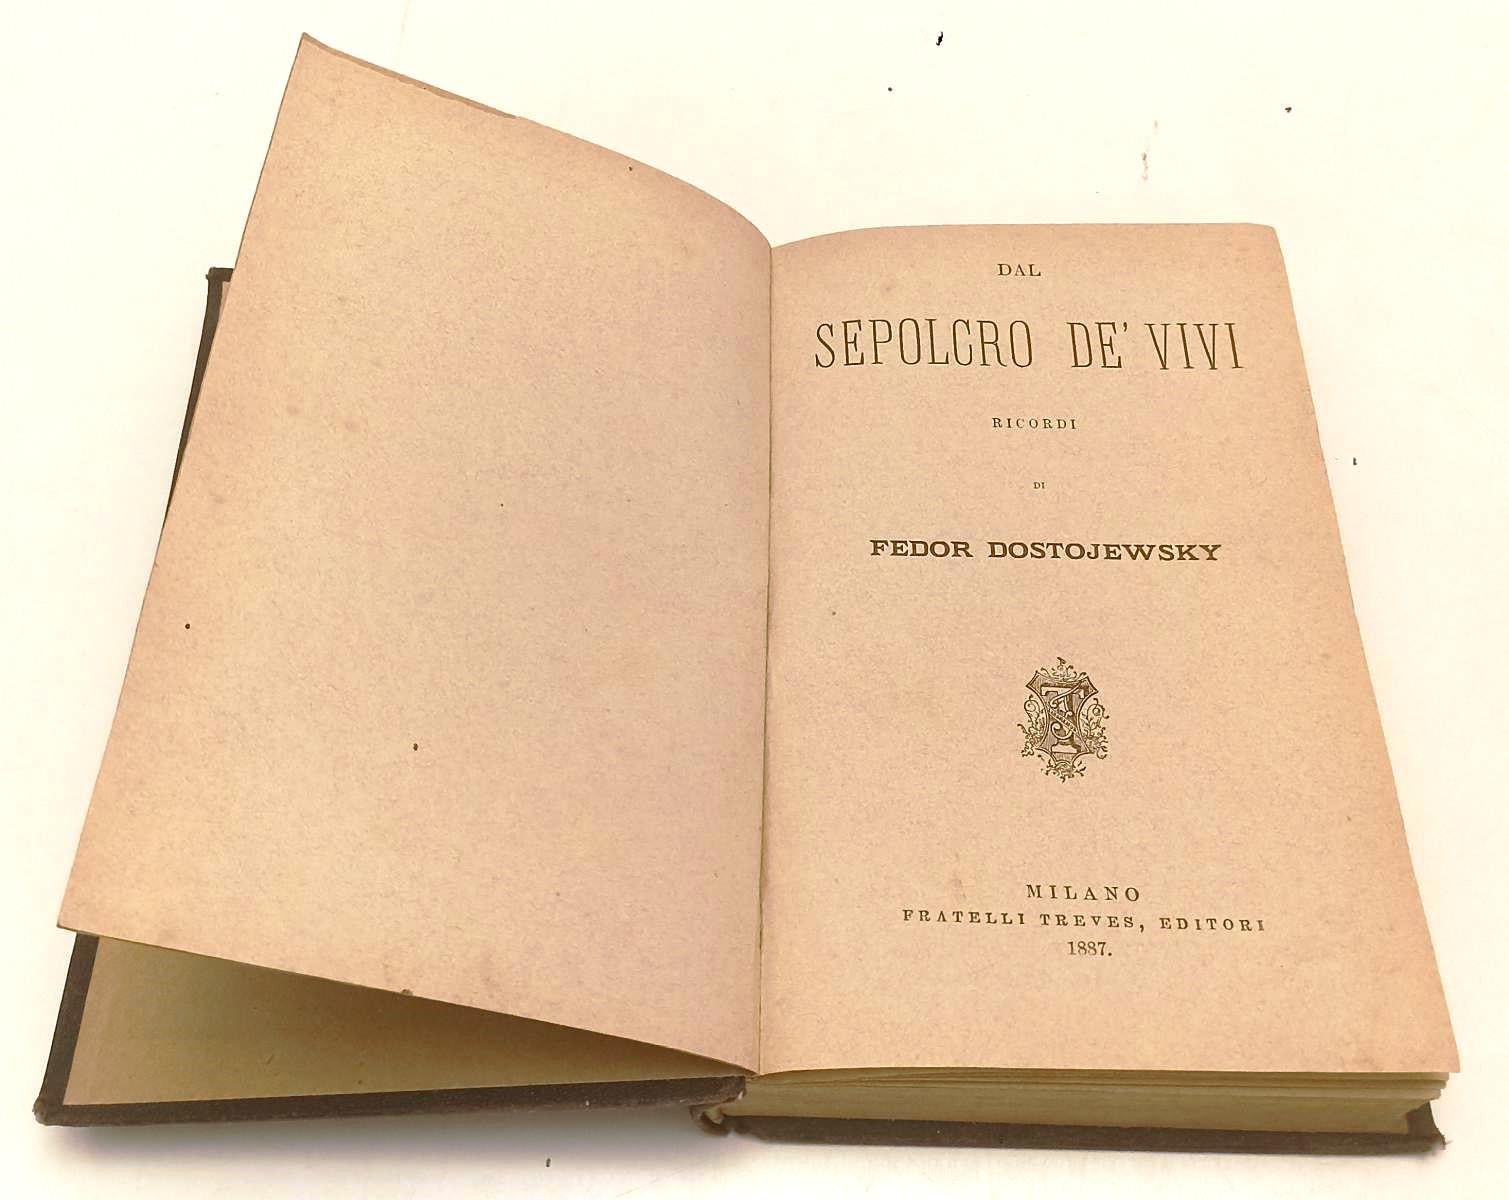 DAL
SEPOLCRO DE' VIVI
RICORDI
DI
FEDOR DOSTOJEWSKY
MILANO
FRATELLI TREVES, EDITORI
1887.